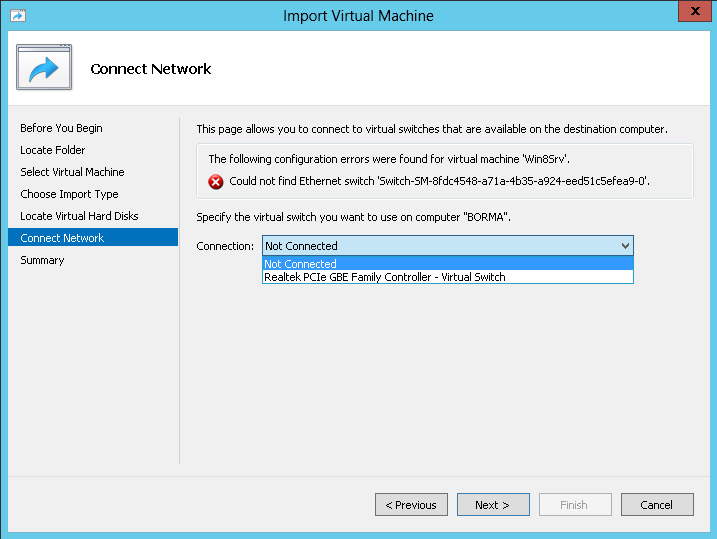 Import Virtual Machine
x
Connect Network
Before You Begin
Locate Folder
Select Virtual Machine
Choose Import Type
Locate Virtual Hard Disks
Connect Network
Summary
This page allows you to connect to virtual switches that are available on the destination computer.
The following configuration errors were found for virtual machine 'Win8Srv'.
Could not find Ethernet switch 'Switch-SM-8fdc4548-a71a-4b35-a924-eed51c5efea9-0'.
Specify the virtual switch you want to use on computer "BORMA".
Connection: Not Connected
Not Connected
Realtek PCIe GBE Family Controller - Virtual Switch
< Previous Next > Finish Cancel